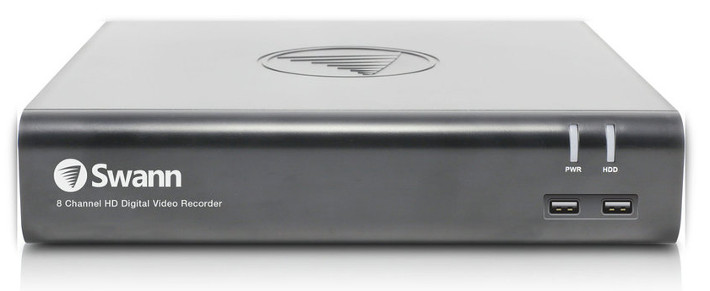 Swann
8 Channel HD Digital Video Recorder
PWR HDD